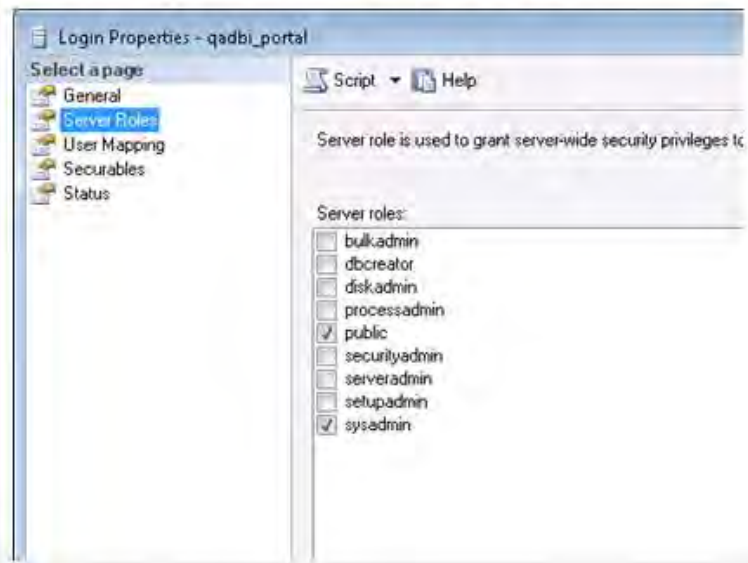 Login Properties - qadbi_portal
Select a page
General
Server Roles
User Mapping
Securables
Status
Script Help
Server role is used to grant server-wide security privileges to
Server roles:
bulkadmin
dbcreator
diskadmin
processadmin
public
securityadmin
serveradmin
setupadmin
sysadmin